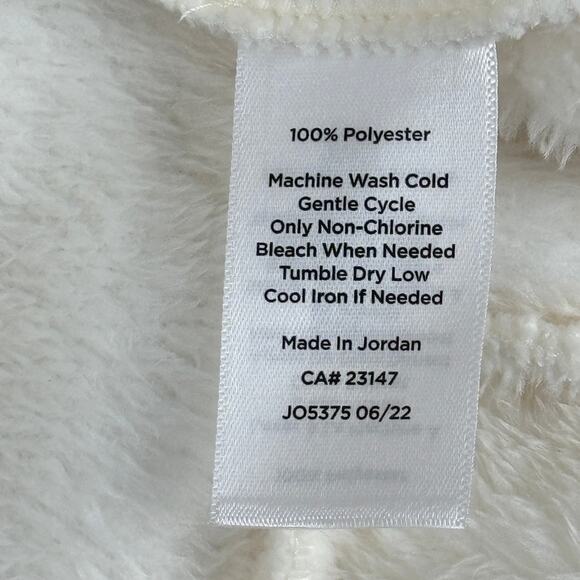 100% Polyester
Machine Wash Cold
Gentle Cycle
Only Non-Chlorine
Bleach When Needed
Tumble Dry Low
Cool Iron If Needed
Made In Jordan
CA# 23147
JO5375 06/22